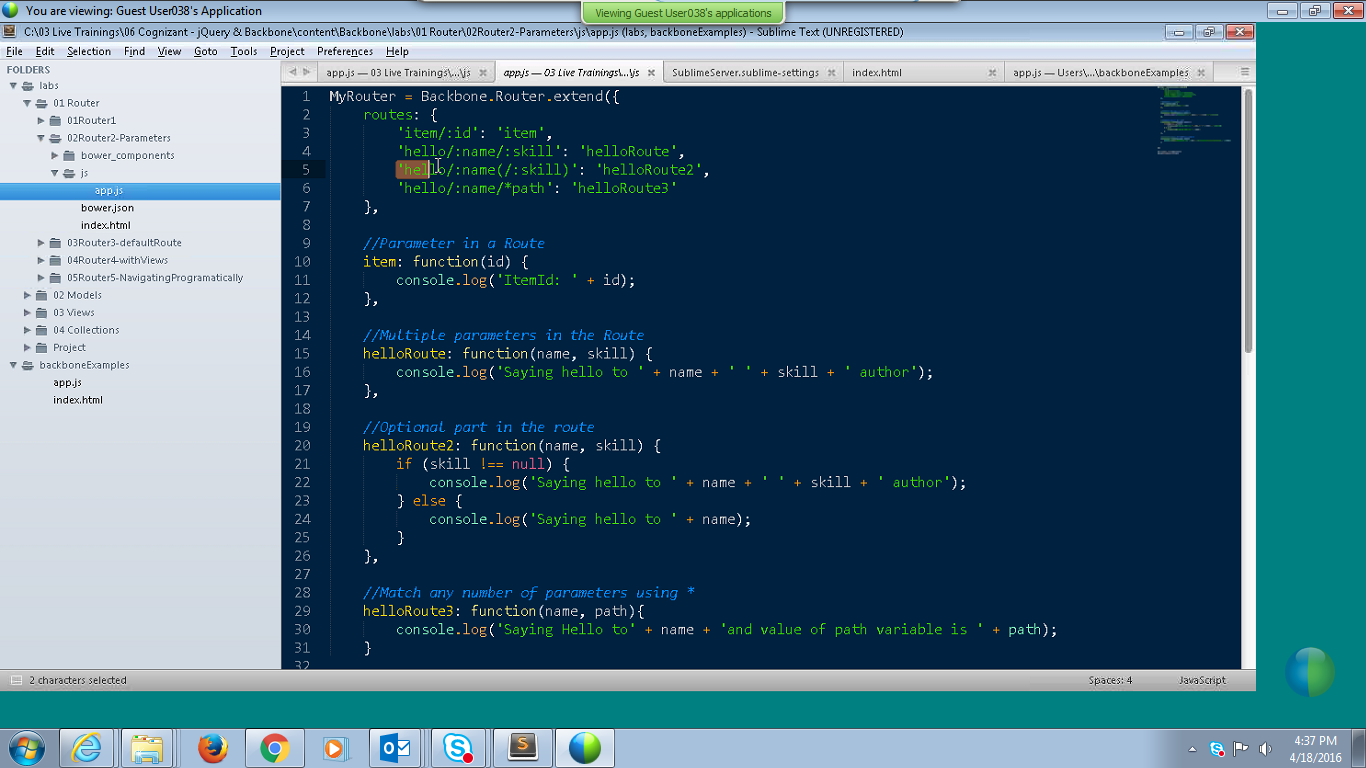 You are viewing: Guest User038's Application
Viewing Guest User038's applications
C:\03 Live Trainings\06 Cognizant - jQuery & Backbone\content\Backbone\labs\01 Router\02Router2-Parameters\js\app.js (labs, backboneExamples) - Sublime Text (UNREGISTERED)
File Edit Selection Find View Goto Tools Project Preferences Help
FOLDERS
labs
01 Router
01Router1
02Router2-Parameters
bower_components
js
app.js
bower.json
index.html
03Router3-defaultRoute
04Router4-withViews
05Router5-NavigatingProgramatically
02 Models
03 Views
04 Collections
Project
backboneExamples
app.js
index.html
app.js — 03 Live Trainings\...\js
app.js — 03 Live Trainings\...\js
SublimeServer.sublime-settings
index.html
app.js — Users\...\backboneExamples
1 MyRouter = Backbone.Router.extend({
2 routes: {
3 'item/:id': 'item',
4 'hello/:name/:skill': 'helloRoute',
5 'hello/:name(/:skill)': 'helloRoute2',
6 'hello/:name/*path': 'helloRoute3'
7 },
8
9 //Parameter in a Route
10 item: function(id) {
11 console.log('ItemId: ' + id);
12 },
13
14 //Multiple parameters in the Route
15 helloRoute: function(name, skill) {
16 console.log('Saying hello to ' + name + ' ' + skill + ' author');
17 },
18
19 //Optional part in the route
20 helloRoute2: function(name, skill) {
21 if (skill !== null) {
22 console.log('Saying hello to ' + name + ' ' + skill + ' author');
23 } else {
24 console.log('Saying hello to ' + name);
25 }
26 },
27
28 //Match any number of parameters using *
29 helloRoute3: function(name, path){
30 console.log('Saying Hello to' + name + 'and value of path variable is ' + path);
31 }
32
2 characters selected
Spaces: 4
JavaScript
4:37 PM
4/18/2016